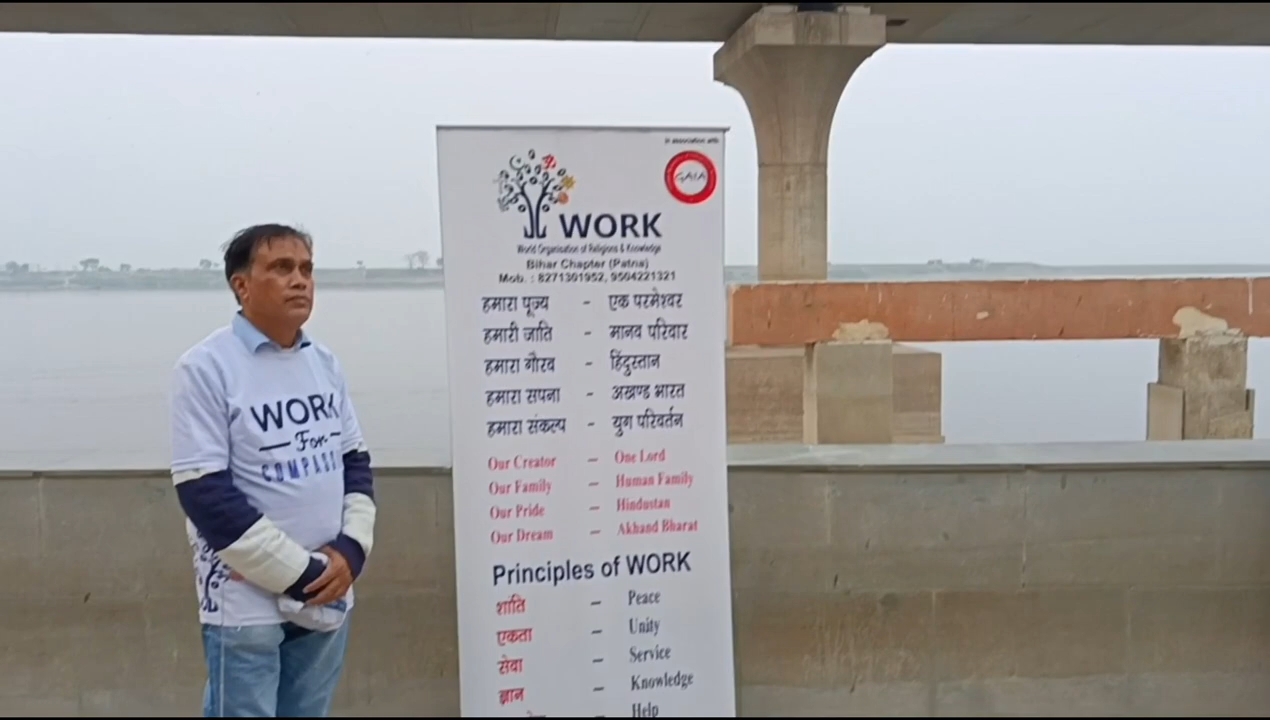 WORK
For
COMPASS
In association with
GAIA
WORK
World Organisation of Religions & Knowledge
Bihar Chapter (Patna)
Mob. : 8271301952, 9504221321
हमारा पूज्य - एक परमेश्वर
हमारी जाति - मानव परिवार
हमारा गौरव - हिंदुस्तान
हमारा सपना - अखण्ड भारत
हमारा संकल्प - युग परिवर्तन
Our Creator – One Lord
Our Family – Human Family
Our Pride – Hindustan
Our Dream – Akhand Bharat
Principles of WORK
शांति – Peace
एकता – Unity
सेवा – Service
ज्ञान – Knowledge
– Help